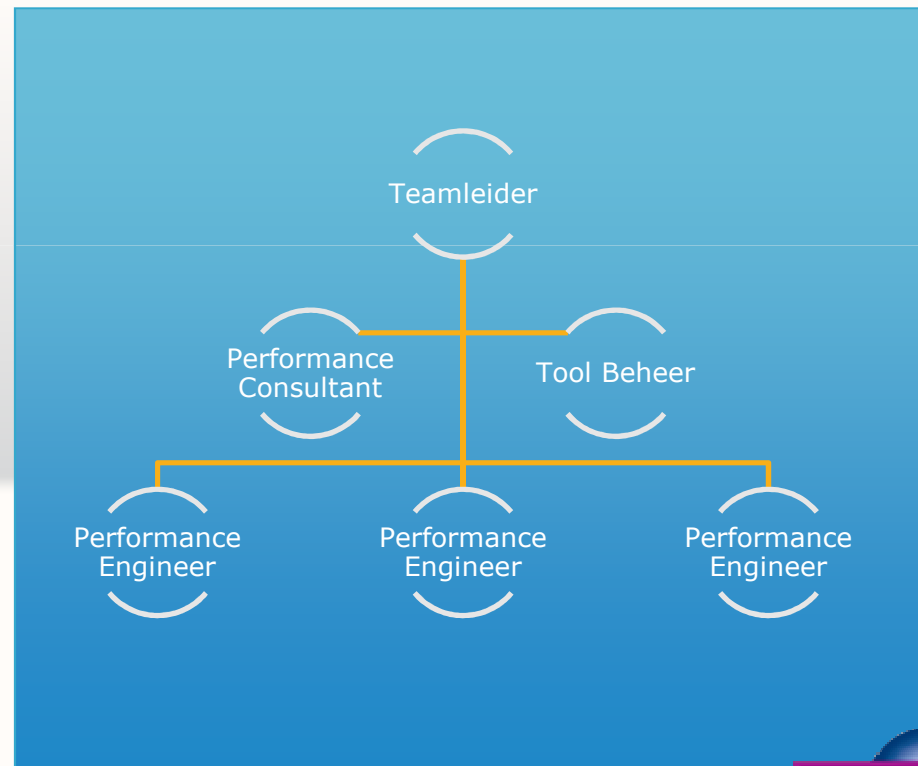 Teamleider
Performance
Consultant
Tool Beheer
Performance
Engineer
Performance
Engineer
Performance
Engineer